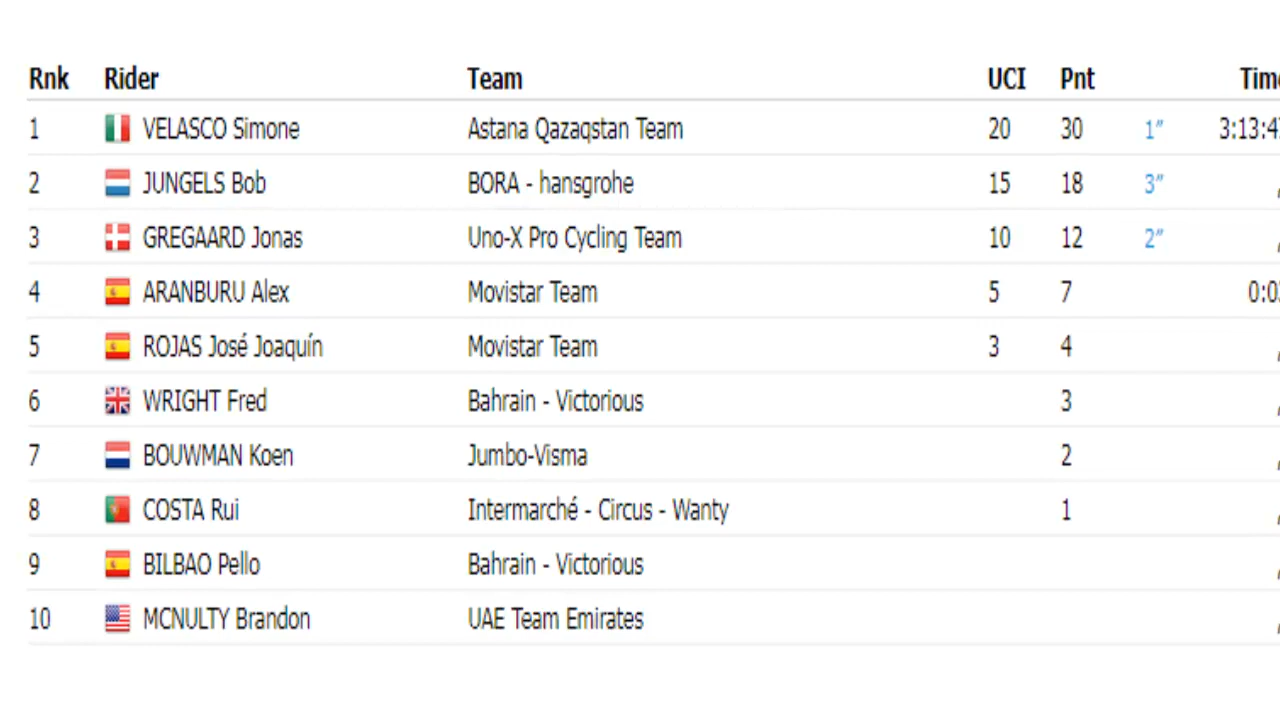 Rnk Rider Team UCI Pnt
1 VELASCO Simone Astana Qazaqstan Team 20 30 1″
2 JUNGELS Bob BORA - hansgrohe 15 18 3″
3 GREGAARD Jonas Uno-X Pro Cycling Team 10 12 2″
4 ARANBURU Alex Movistar Team 5 7
5 ROJAS José Joaquín Movistar Team 3 4
6 WRIGHT Fred Bahrain - Victorious 3
7 BOUWMAN Koen Jumbo-Visma 2
8 COSTA Rui Intermarché - Circus - Wanty 1
9 BILBAO Pello Bahrain - Victorious
10 MCNULTY Brandon UAE Team Emirates